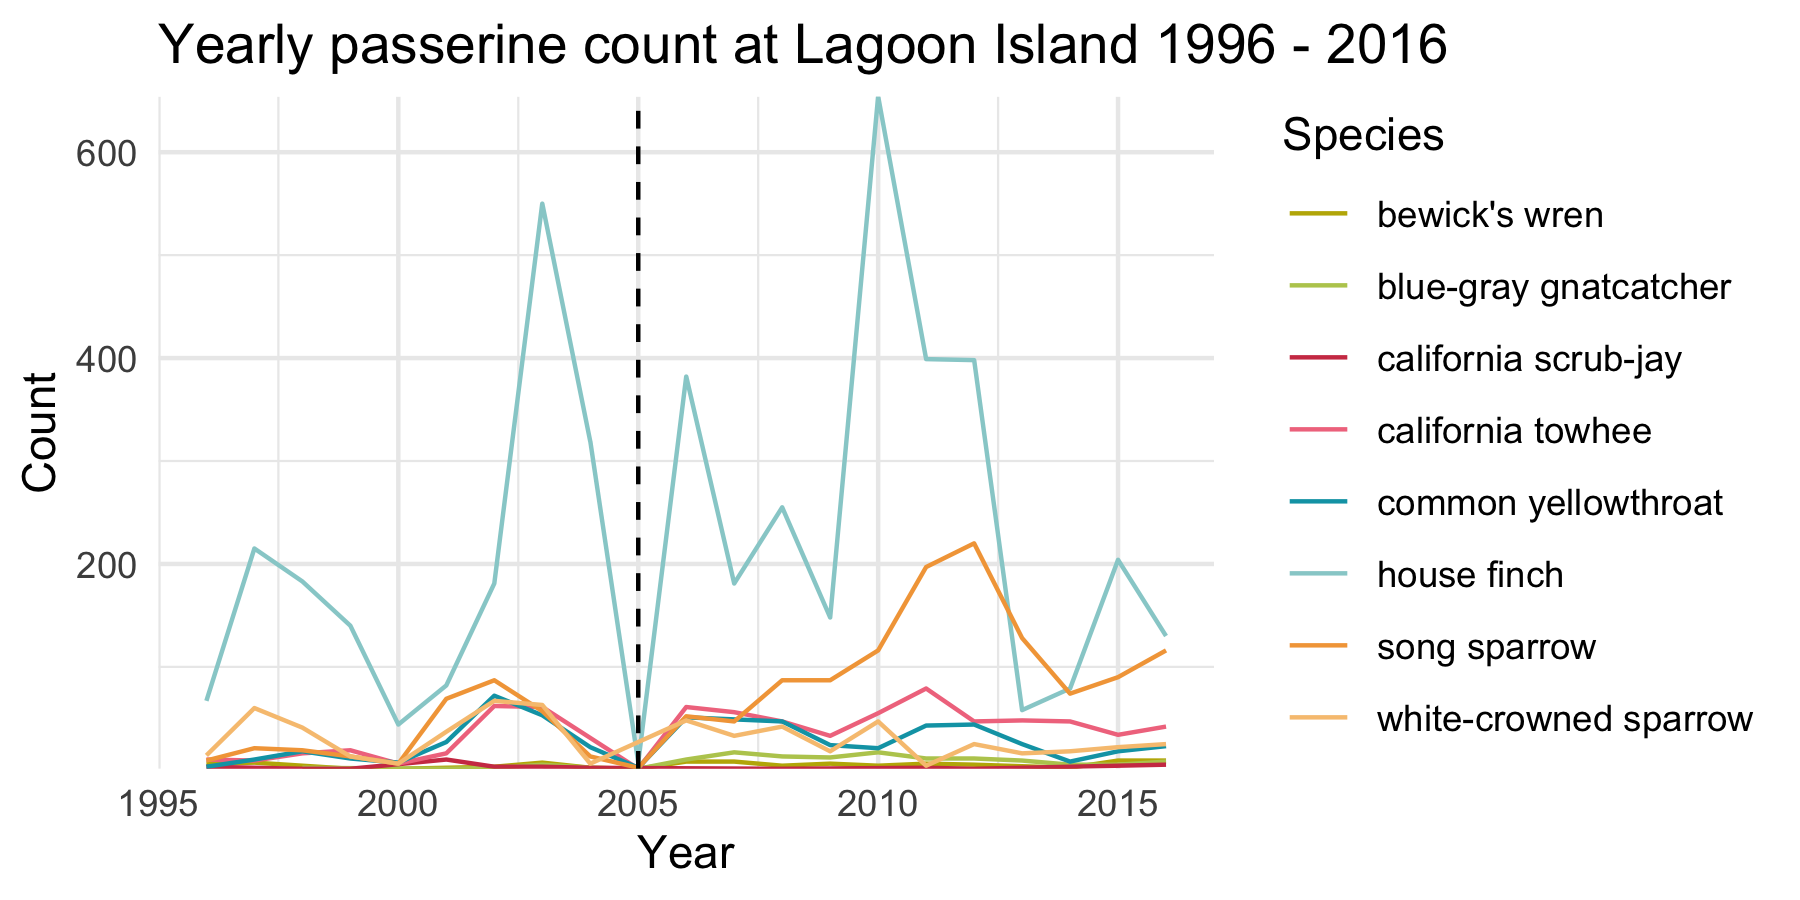 Yearly passerine count at Lagoon Island 1996 - 2016
600
400
200
Count
1995 2000 2005 2010 2015
Year
Species
bewick's wren
blue-gray gnatcatcher
california scrub-jay
california towhee
common yellowthroat
house finch
song sparrow
white-crowned sparrow